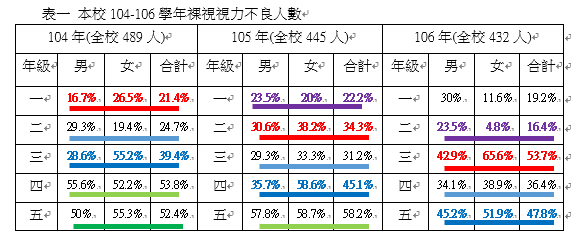 表一 本校 104-106 學年裸視視力不良人數
104 年(全校 489 人) 105 年(全校 445 人) 106 年(全校 432 人)
年級 男 女 合計 年級 男 女 合計 年級 男 女 合計
一 16.7% 26.5% 21.4% 一 23.5% 20% 22.2% 一 30% 11.6% 19.2%
二 29.3% 19.4% 24.7% 二 30.6% 38.2% 34.3% 二 23.5% 4.8% 16.4%
三 28.6% 55.2% 39.4% 三 29.3% 33.3% 31.2% 三 42.9% 65.6% 53.7%
四 55.6% 52.2% 53.8% 四 35.7% 58.6% 45.1% 四 34.1% 38.9% 36.4%
五 50% 55.3% 52.4% 五 57.8% 58.7% 58.2% 五 45.2% 51.9% 47.8%